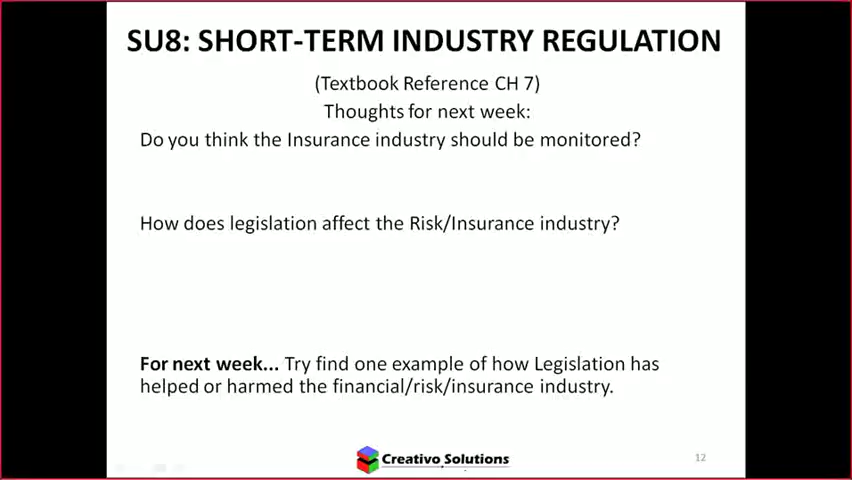 SU8: SHORT-TERM INDUSTRY REGULATION
(Textbook Reference CH 7)
Thoughts for next week:
Do you think the Insurance industry should be monitored?
How does legislation affect the Risk/Insurance industry?
For next week... Try find one example of how Legislation has
helped or harmed the financial/risk/insurance industry.
Creativo Solutions
12